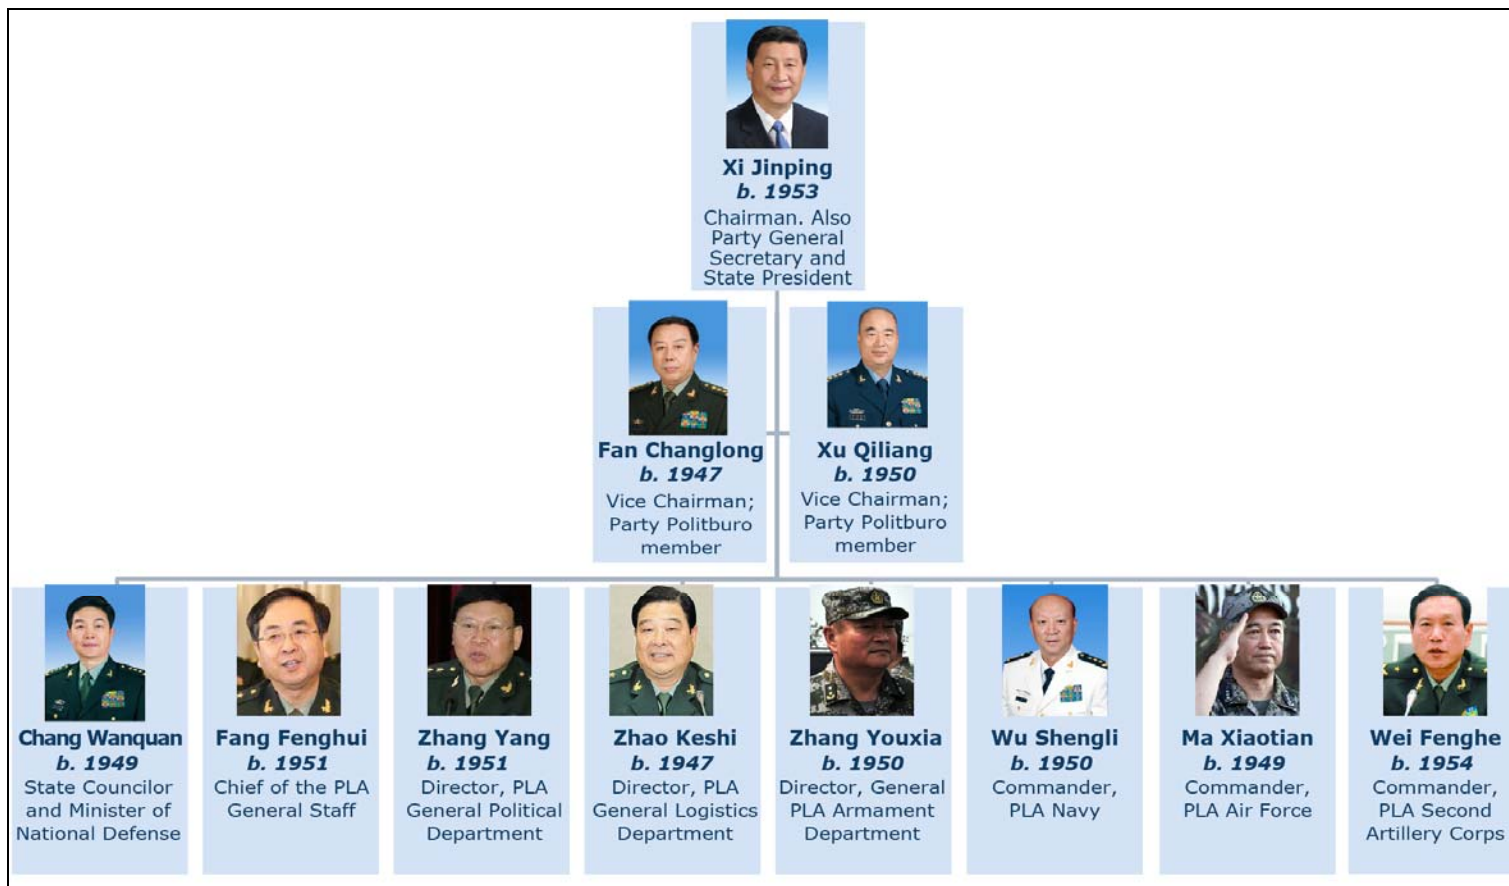 Xi Jinping
b. 1953
Chairman. Also
Party General
Secretary and
State President
Fan Changlong
b. 1947
Vice Chairman;
Party Politburo
member
Xu Qiliang
b. 1950
Vice Chairman;
Party Politburo
member
Chang Wanquan
b. 1949
State Councilor
and Minister of
National Defense
Fang Fenghui
b. 1951
Chief of the PLA
General Staff
Zhang Yang
b. 1951
Director, PLA
General Political
Department
Zhao Keshi
b. 1947
Director, PLA
General Logistics
Department
Zhang Youxia
b. 1950
Director, General
PLA Armament
Department
Wu Shengli
b. 1950
Commander,
PLA Navy
Ma Xiaotian
b. 1949
Commander,
PLA Air Force
Wei Fenghe
b. 1954
Commander,
PLA Second
Artillery Corps